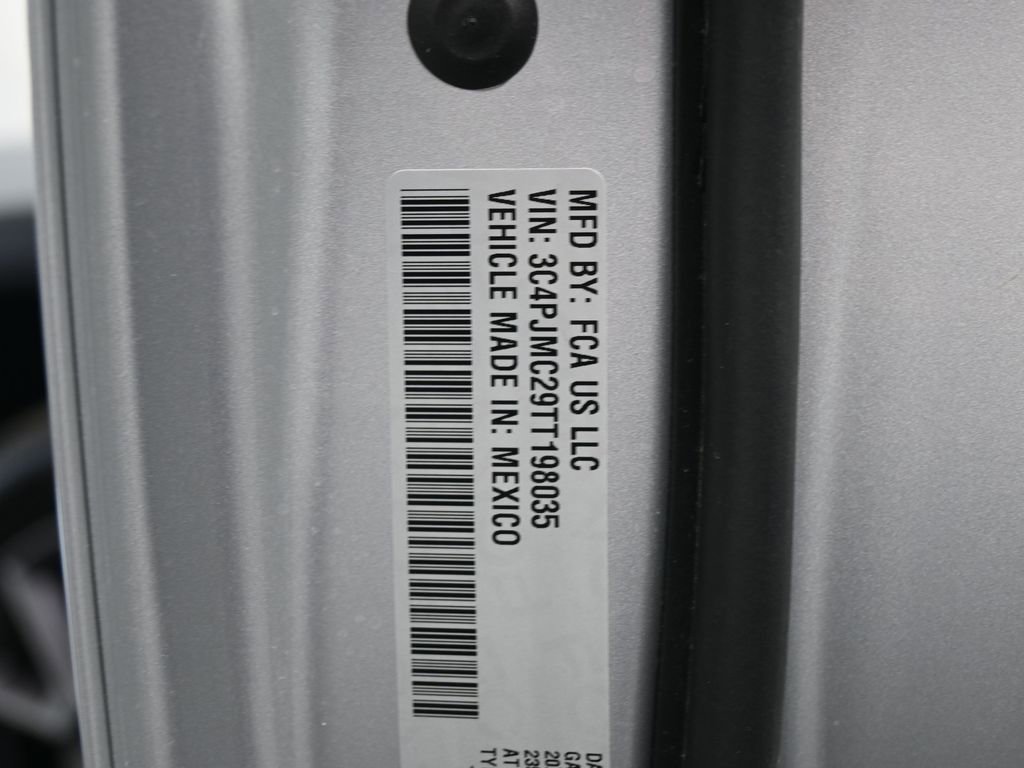 MFD BY: FCA US LLC
VIN: 3C4PJMC29TT198035
VEHICLE MADE IN: MEXICO